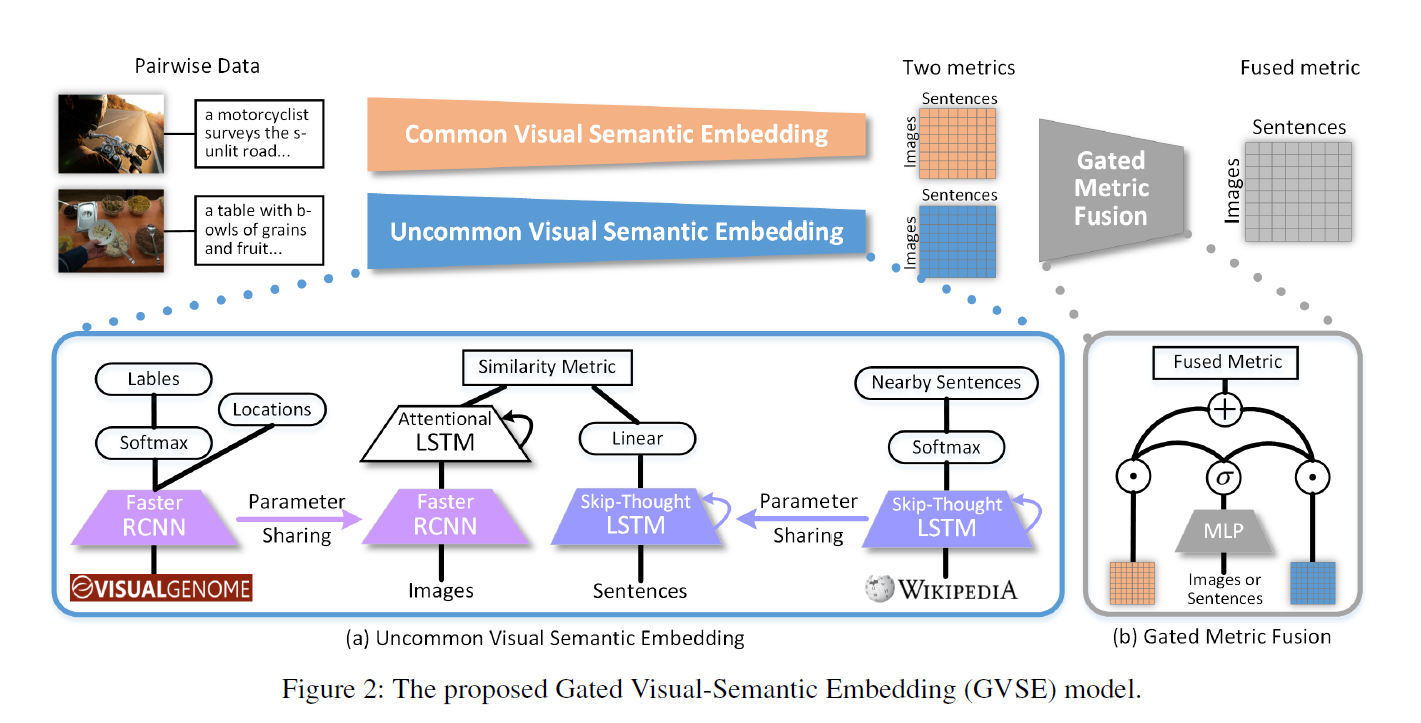 Pairwise Data
Two metrics
Fused metric
a motorcyclist
surveys the s-
unlit road...
a table with b-
owls of grains
and fruit...
Common Visual Semantic Embedding
Uncommon Visual Semantic Embedding
Sentences
Images
Sentences
Images
Gated
Metric
Fusion
Sentences
Images
Lables
Locations
Softmax
Faster
RCNN
VISUALGENOME
Parameter
Sharing
Similarity Metric
Attentional
LSTM
Faster
RCNN
Images
Linear
Skip-Thought
LSTM
Sentences
Parameter
Sharing
Nearby Sentences
Softmax
Skip-Thought
LSTM
WIKIPEDIA
Fused Metric
+
σ
MLP
Images or
Sentences
(a) Uncommon Visual Semantic Embedding
(b) Gated Metric Fusion
Figure 2: The proposed Gated Visual-Semantic Embedding (GVSE) model.